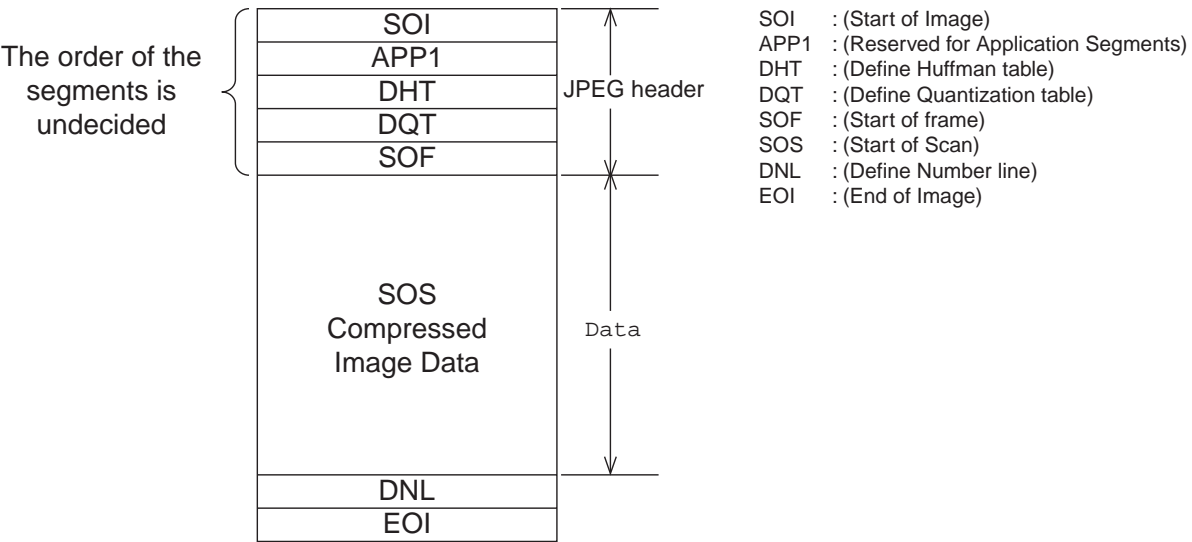 The order of the
segments is
undecided
SOI
APP1
DHT
DQT
SOF
JPEG header
SOS
Compressed
Image Data
Data
DNL
EOI
SOI : (Start of Image)
APP1 : (Reserved for Application Segments)
DHT : (Define Huffman table)
DQT : (Define Quantization table)
SOF : (Start of frame)
SOS : (Start of Scan)
DNL : (Define Number line)
EOI : (End of Image)